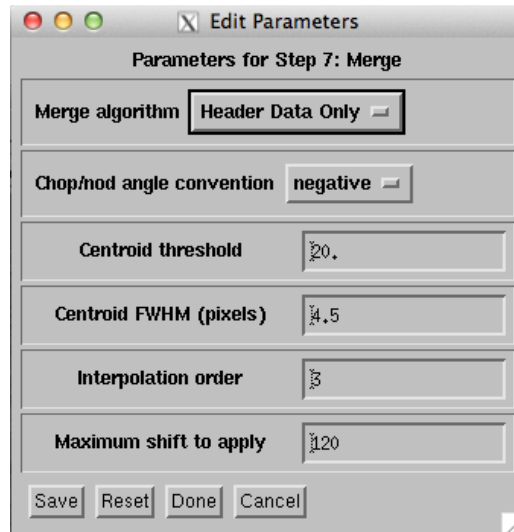 Edit Parameters
Parameters for Step 7: Merge
Merge algorithm Header Data Only
Chop/nod angle convention negative
Centroid threshold 20.
Centroid FWHM (pixels) 4.5
Interpolation order 3
Maximum shift to apply 120
Save Reset Done Cancel